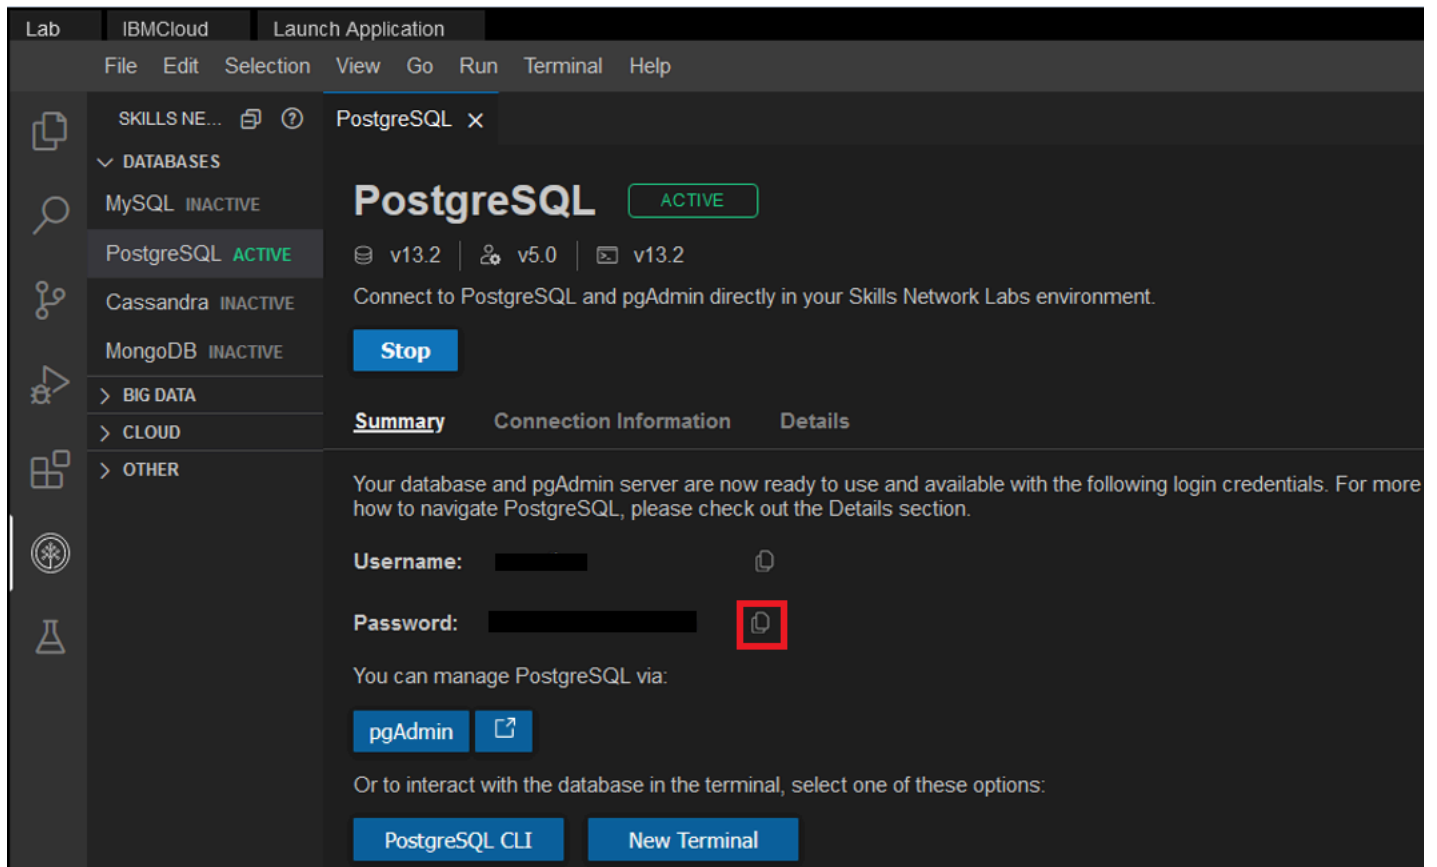 Lab IBMCloud Launch Application
File Edit Selection View Go Run Terminal Help
SKILLS NE... PostgreSQL
DATABASES
MySQL INACTIVE
PostgreSQL ACTIVE
Cassandra INACTIVE
MongoDB INACTIVE
BIG DATA
CLOUD
OTHER
PostgreSQL ACTIVE
v13.2 v5.0 v13.2
Connect to PostgreSQL and pgAdmin directly in your Skills Network Labs environment.
Stop
Summary Connection Information Details
Your database and pgAdmin server are now ready to use and available with the following login credentials. For more
how to navigate PostgreSQL, please check out the Details section.
Username:
Password:
You can manage PostgreSQL via:
pgAdmin
Or to interact with the database in the terminal, select one of these options:
PostgreSQL CLI New Terminal